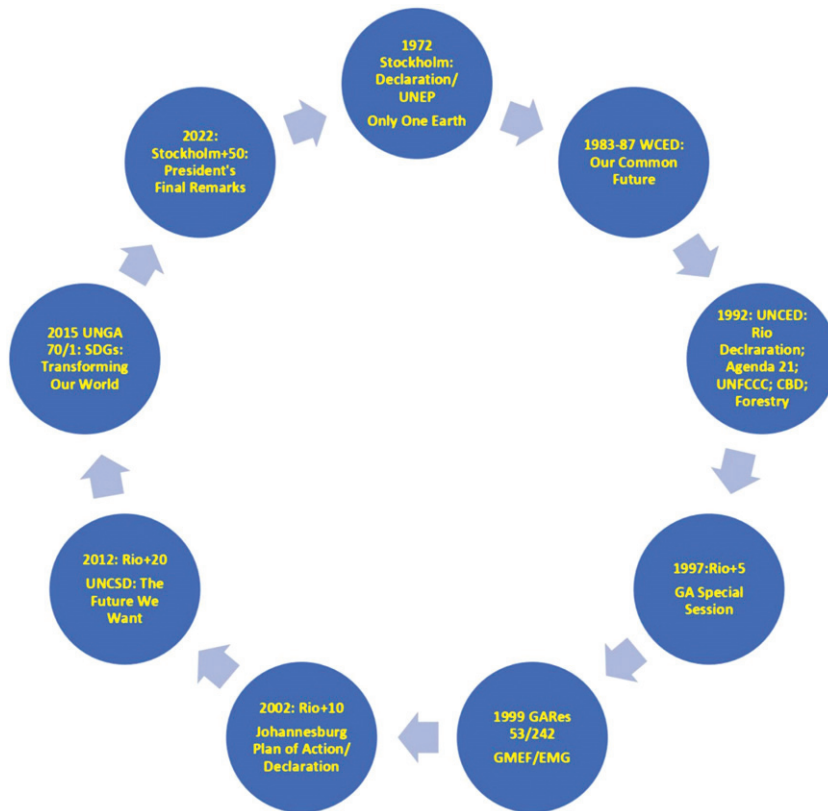 1972
Stockholm:
Declaration/
UNEP
Only One Earth
1983-87 WCED:
Our Common
Future
1992: UNCED:
Rio
Declraration;
Agenda 21;
UNFCCC; CBD;
Forestry
1997:Rio+5
GA Special
Session
1999 GARes
53/242
GMEF/EMG
2002: Rio+10
Johannesburg
Plan of Action/
Declaration
2012: Rio+20
UNCSD: The
Future We
Want
2015 UNGA
70/1: SDGs:
Transforming
Our World
2022:
Stockholm+50:
President's
Final Remarks